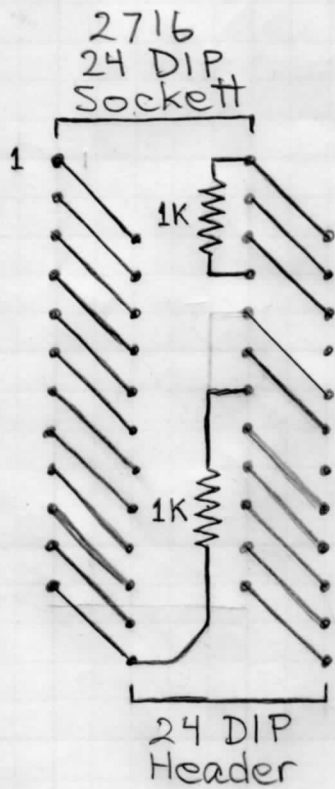 2716
24 DIP
Sockett
1
1K
1K
24 DIP
Header